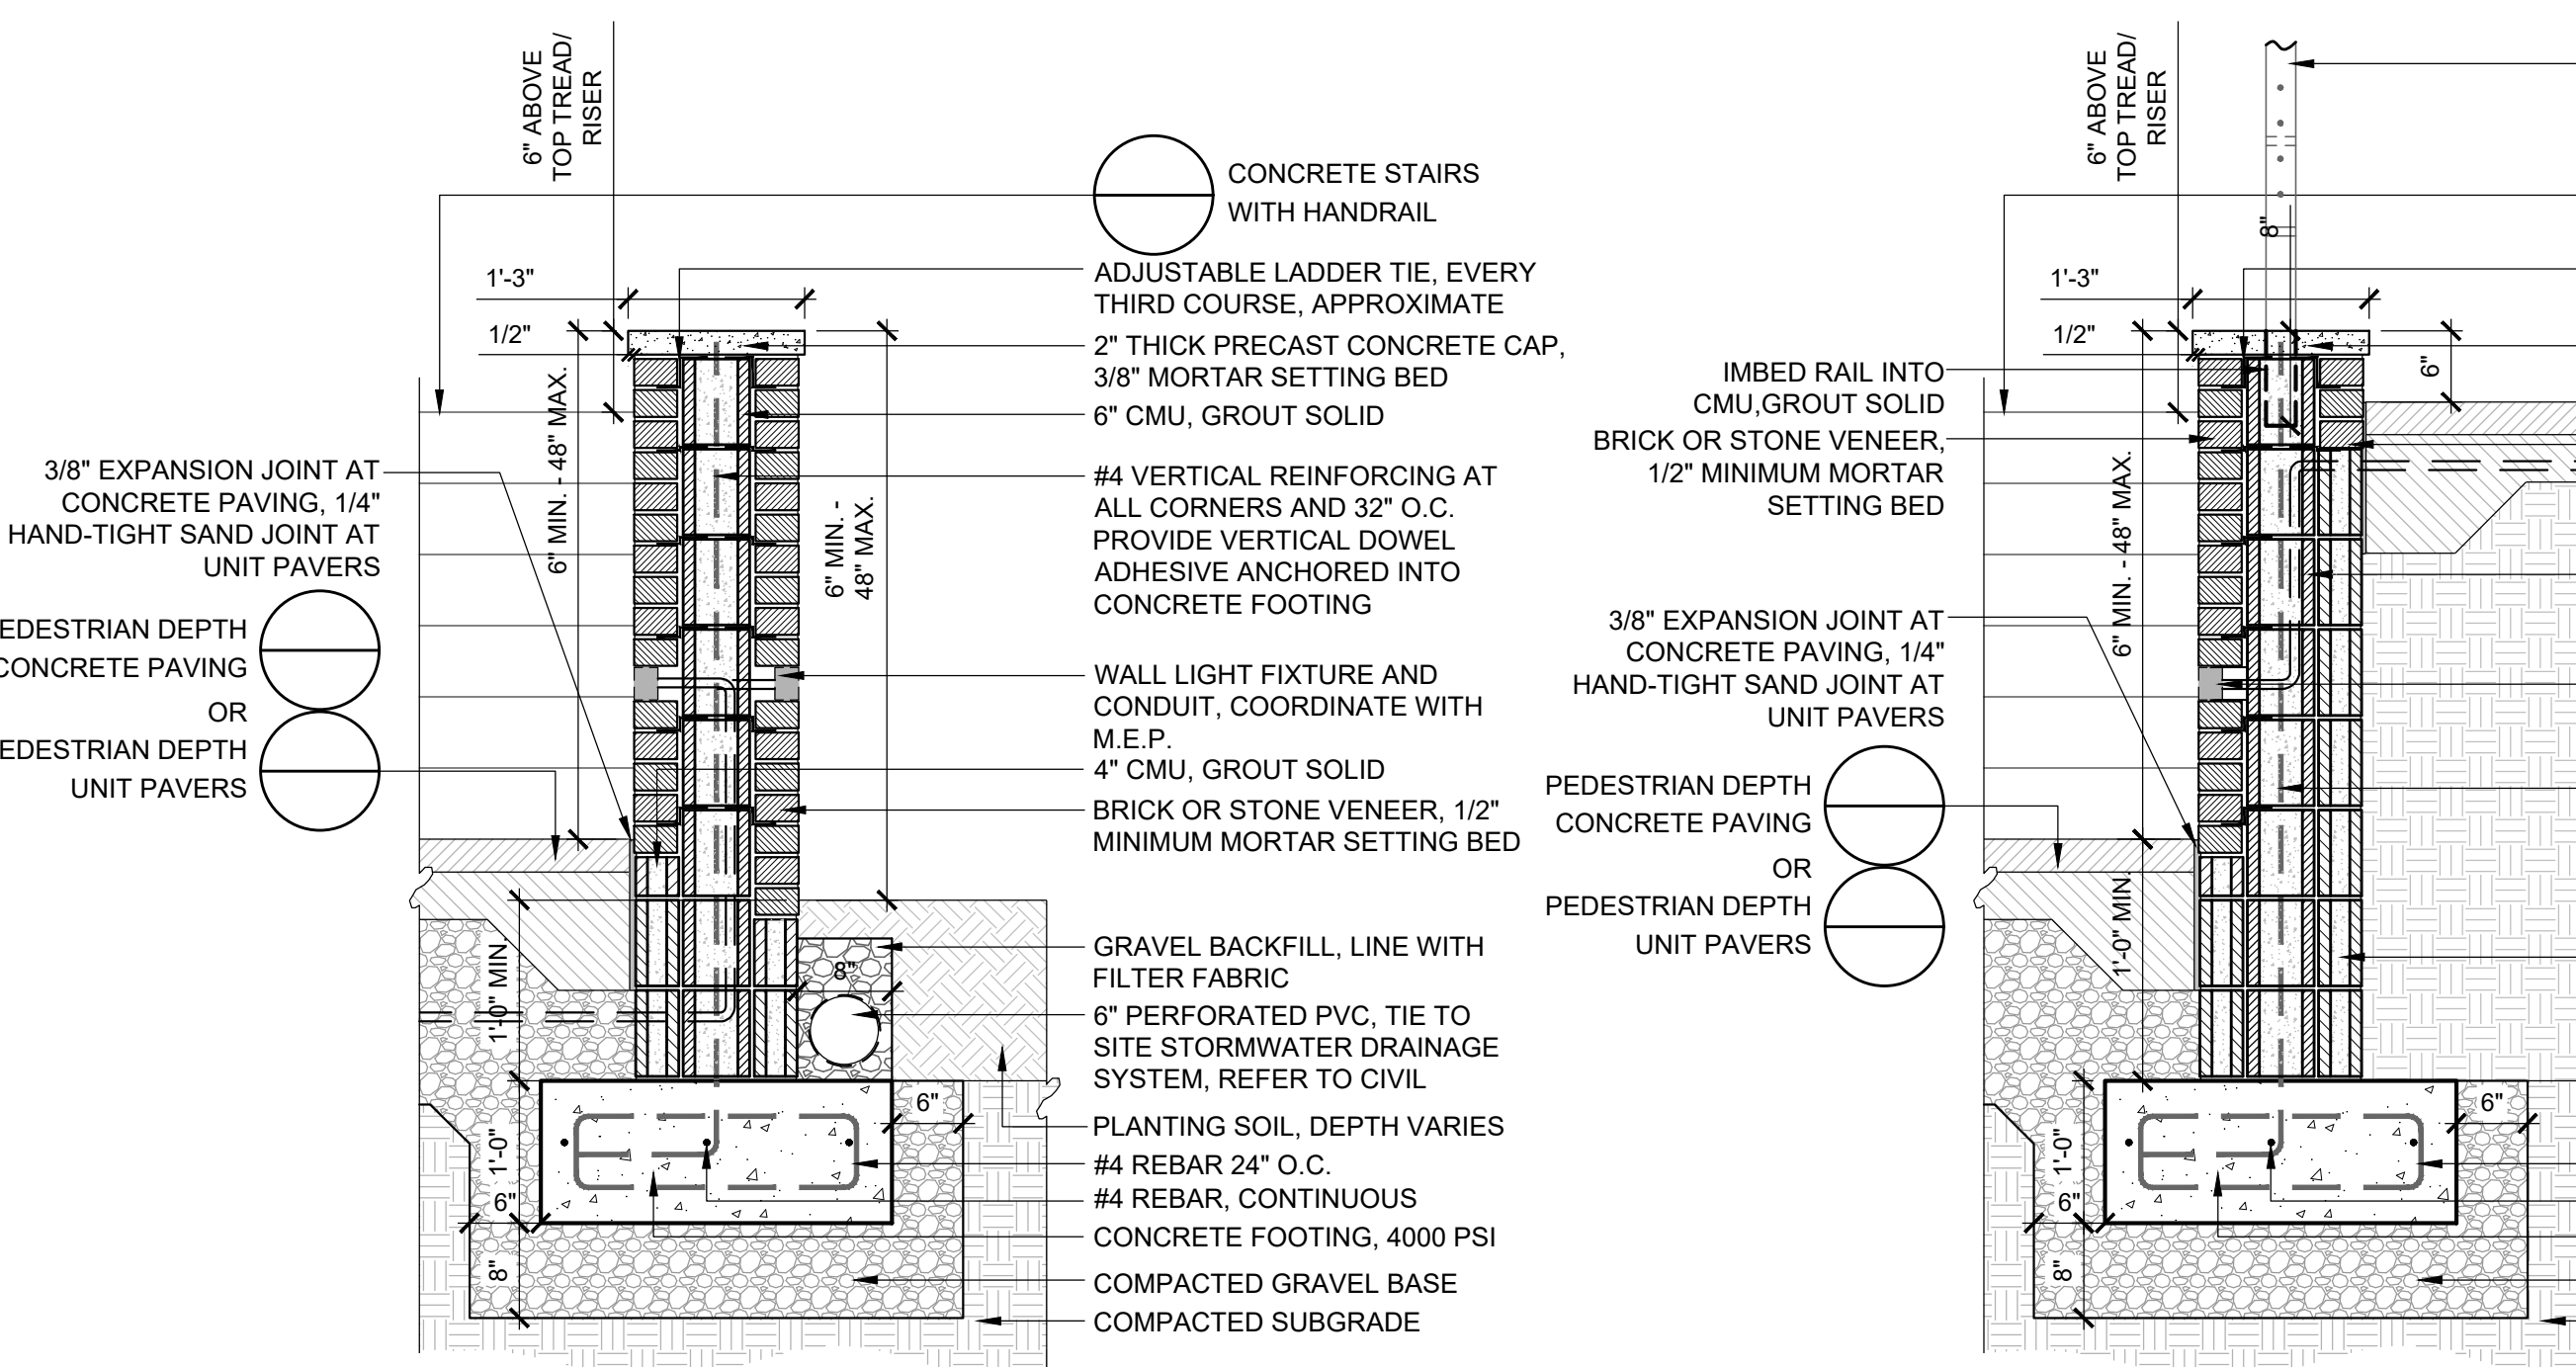 6" ABOVE
TOP TREAD/
RISER
CONCRETE STAIRS
WITH HANDRAIL
1'-3"
1/2"
ADJUSTABLE LADDER TIE, EVERY
THIRD COURSE, APPROXIMATE
2" THICK PRECAST CONCRETE CAP,
3/8" MORTAR SETTING BED
6" CMU, GROUT SOLID
#4 VERTICAL REINFORCING AT
ALL CORNERS AND 32" O.C.
PROVIDE VERTICAL DOWEL
ADHESIVE ANCHORED INTO
CONCRETE FOOTING
6" MIN. - 48" MAX.
6" MIN. -
48" MAX.
3/8" EXPANSION JOINT AT
CONCRETE PAVING, 1/4"
HAND-TIGHT SAND JOINT AT
UNIT PAVERS
EDESTRIAN DEPTH
CONCRETE PAVING
OR
EDESTRIAN DEPTH
UNIT PAVERS
WALL LIGHT FIXTURE AND
CONDUIT, COORDINATE WITH
M.E.P.
4" CMU, GROUT SOLID
BRICK OR STONE VENEER, 1/2"
MINIMUM MORTAR SETTING BED
GRAVEL BACKFILL, LINE WITH
FILTER FABRIC
8"
6" PERFORATED PVC, TIE TO
SITE STORMWATER DRAINAGE
SYSTEM, REFER TO CIVIL
PLANTING SOIL, DEPTH VARIES
#4 REBAR 24" O.C.
#4 REBAR, CONTINUOUS
CONCRETE FOOTING, 4000 PSI
COMPACTED GRAVEL BASE
COMPACTED SUBGRADE
1'-0" MIN
1'-0"
6"
6"
8"
6" ABOVE
TOP TREAD/
RISER
8"
1'-3"
1/2"
6"
IMBED RAIL INTO
CMU,GROUT SOLID
BRICK OR STONE VENEER,
1/2" MINIMUM MORTAR
SETTING BED
6" MIN. - 48" MAX.
3/8" EXPANSION JOINT AT
CONCRETE PAVING, 1/4"
HAND-TIGHT SAND JOINT AT
UNIT PAVERS
PEDESTRIAN DEPTH
CONCRETE PAVING
OR
PEDESTRIAN DEPTH
UNIT PAVERS
1'-0" MIN.
1'-0"
6"
6"
8"